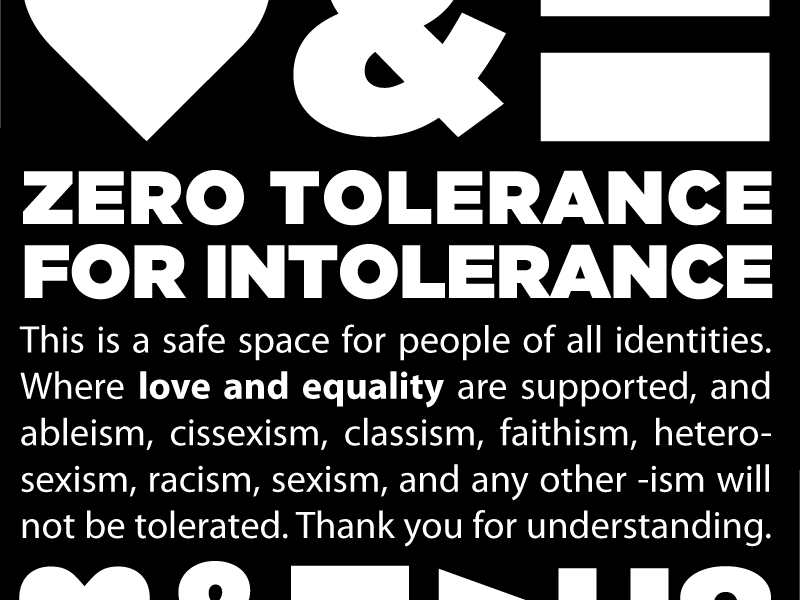 &
ZERO TOLERANCE
FOR INTOLERANCE
This is a safe space for people of all identities.
Where love and equality are supported, and
ableism, cissexism, classism, faithism, hetero-
sexism, racism, sexism, and any other -ism will
not be tolerated. Thank you for understanding.